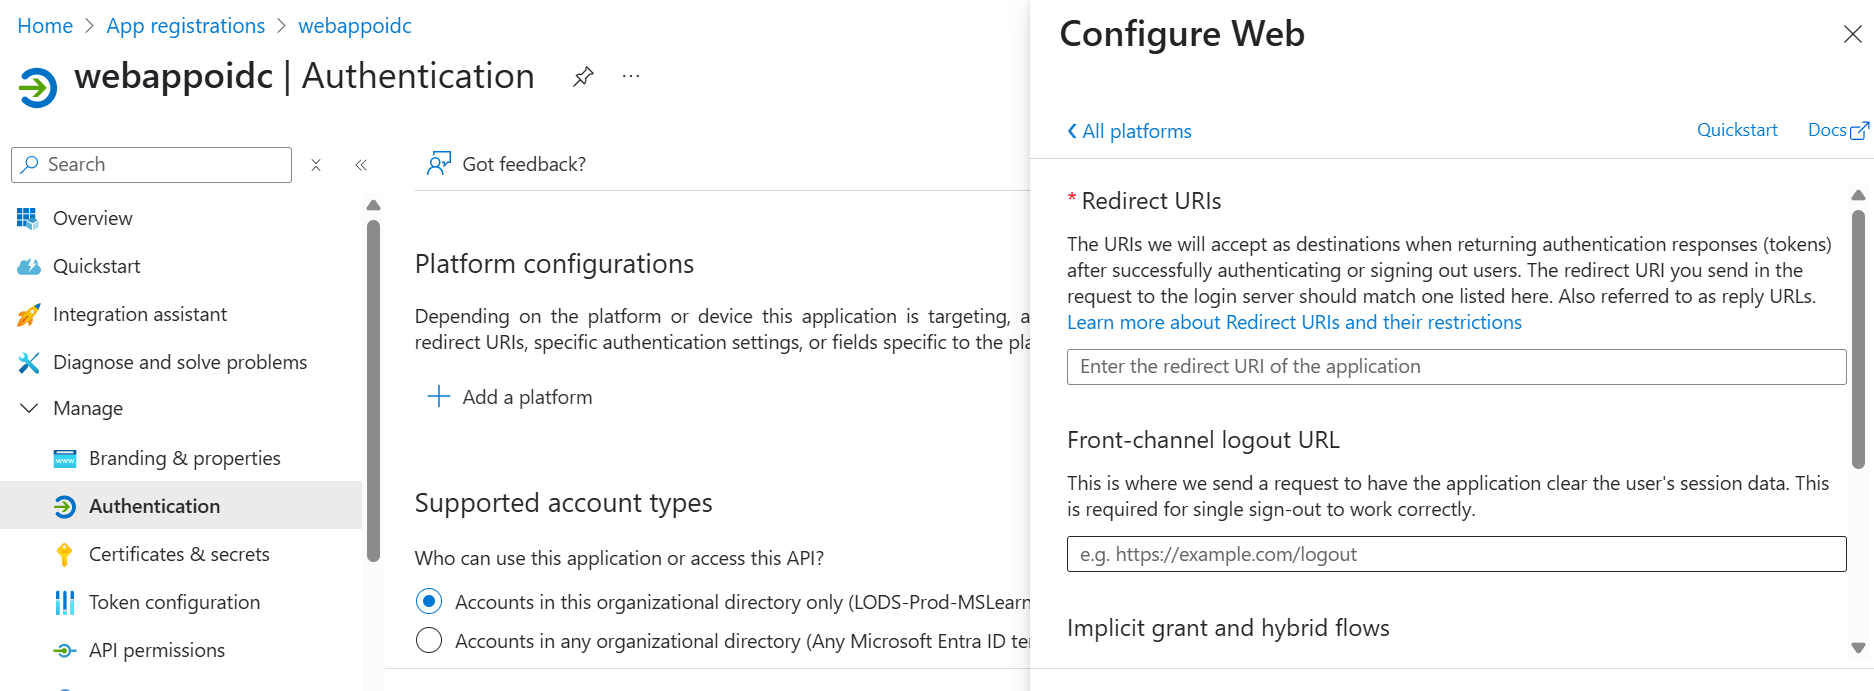 Home > App registrations > webappoidc
webappoidc | Authentication
Search
Overview
Quickstart
Integration assistant
Diagnose and solve problems
Manage
Branding & properties
Authentication
Certificates & secrets
Token configuration
API permissions
Got feedback?
Platform configurations
Depending on the platform or device this application is targeting, a
redirect URIs, specific authentication settings, or fields specific to the pla
Add a platform
Supported account types
Who can use this application or access this API?
Accounts in this organizational directory only (LODS-Prod-MSLearn
Accounts in any organizational directory (Any Microsoft Entra ID te
Configure Web
All platforms
Quickstart
Docs
* Redirect URIs
The URIs we will accept as destinations when returning authentication responses (tokens)
after successfully authenticating or signing out users. The redirect URI you send in the
request to the login server should match one listed here. Also referred to as reply URLs.
Learn more about Redirect URIs and their restrictions
Enter the redirect URI of the application
Front-channel logout URL
This is where we send a request to have the application clear the user's session data. This
is required for single sign-out to work correctly.
e.g. https://example.com/logout
Implicit grant and hybrid flows